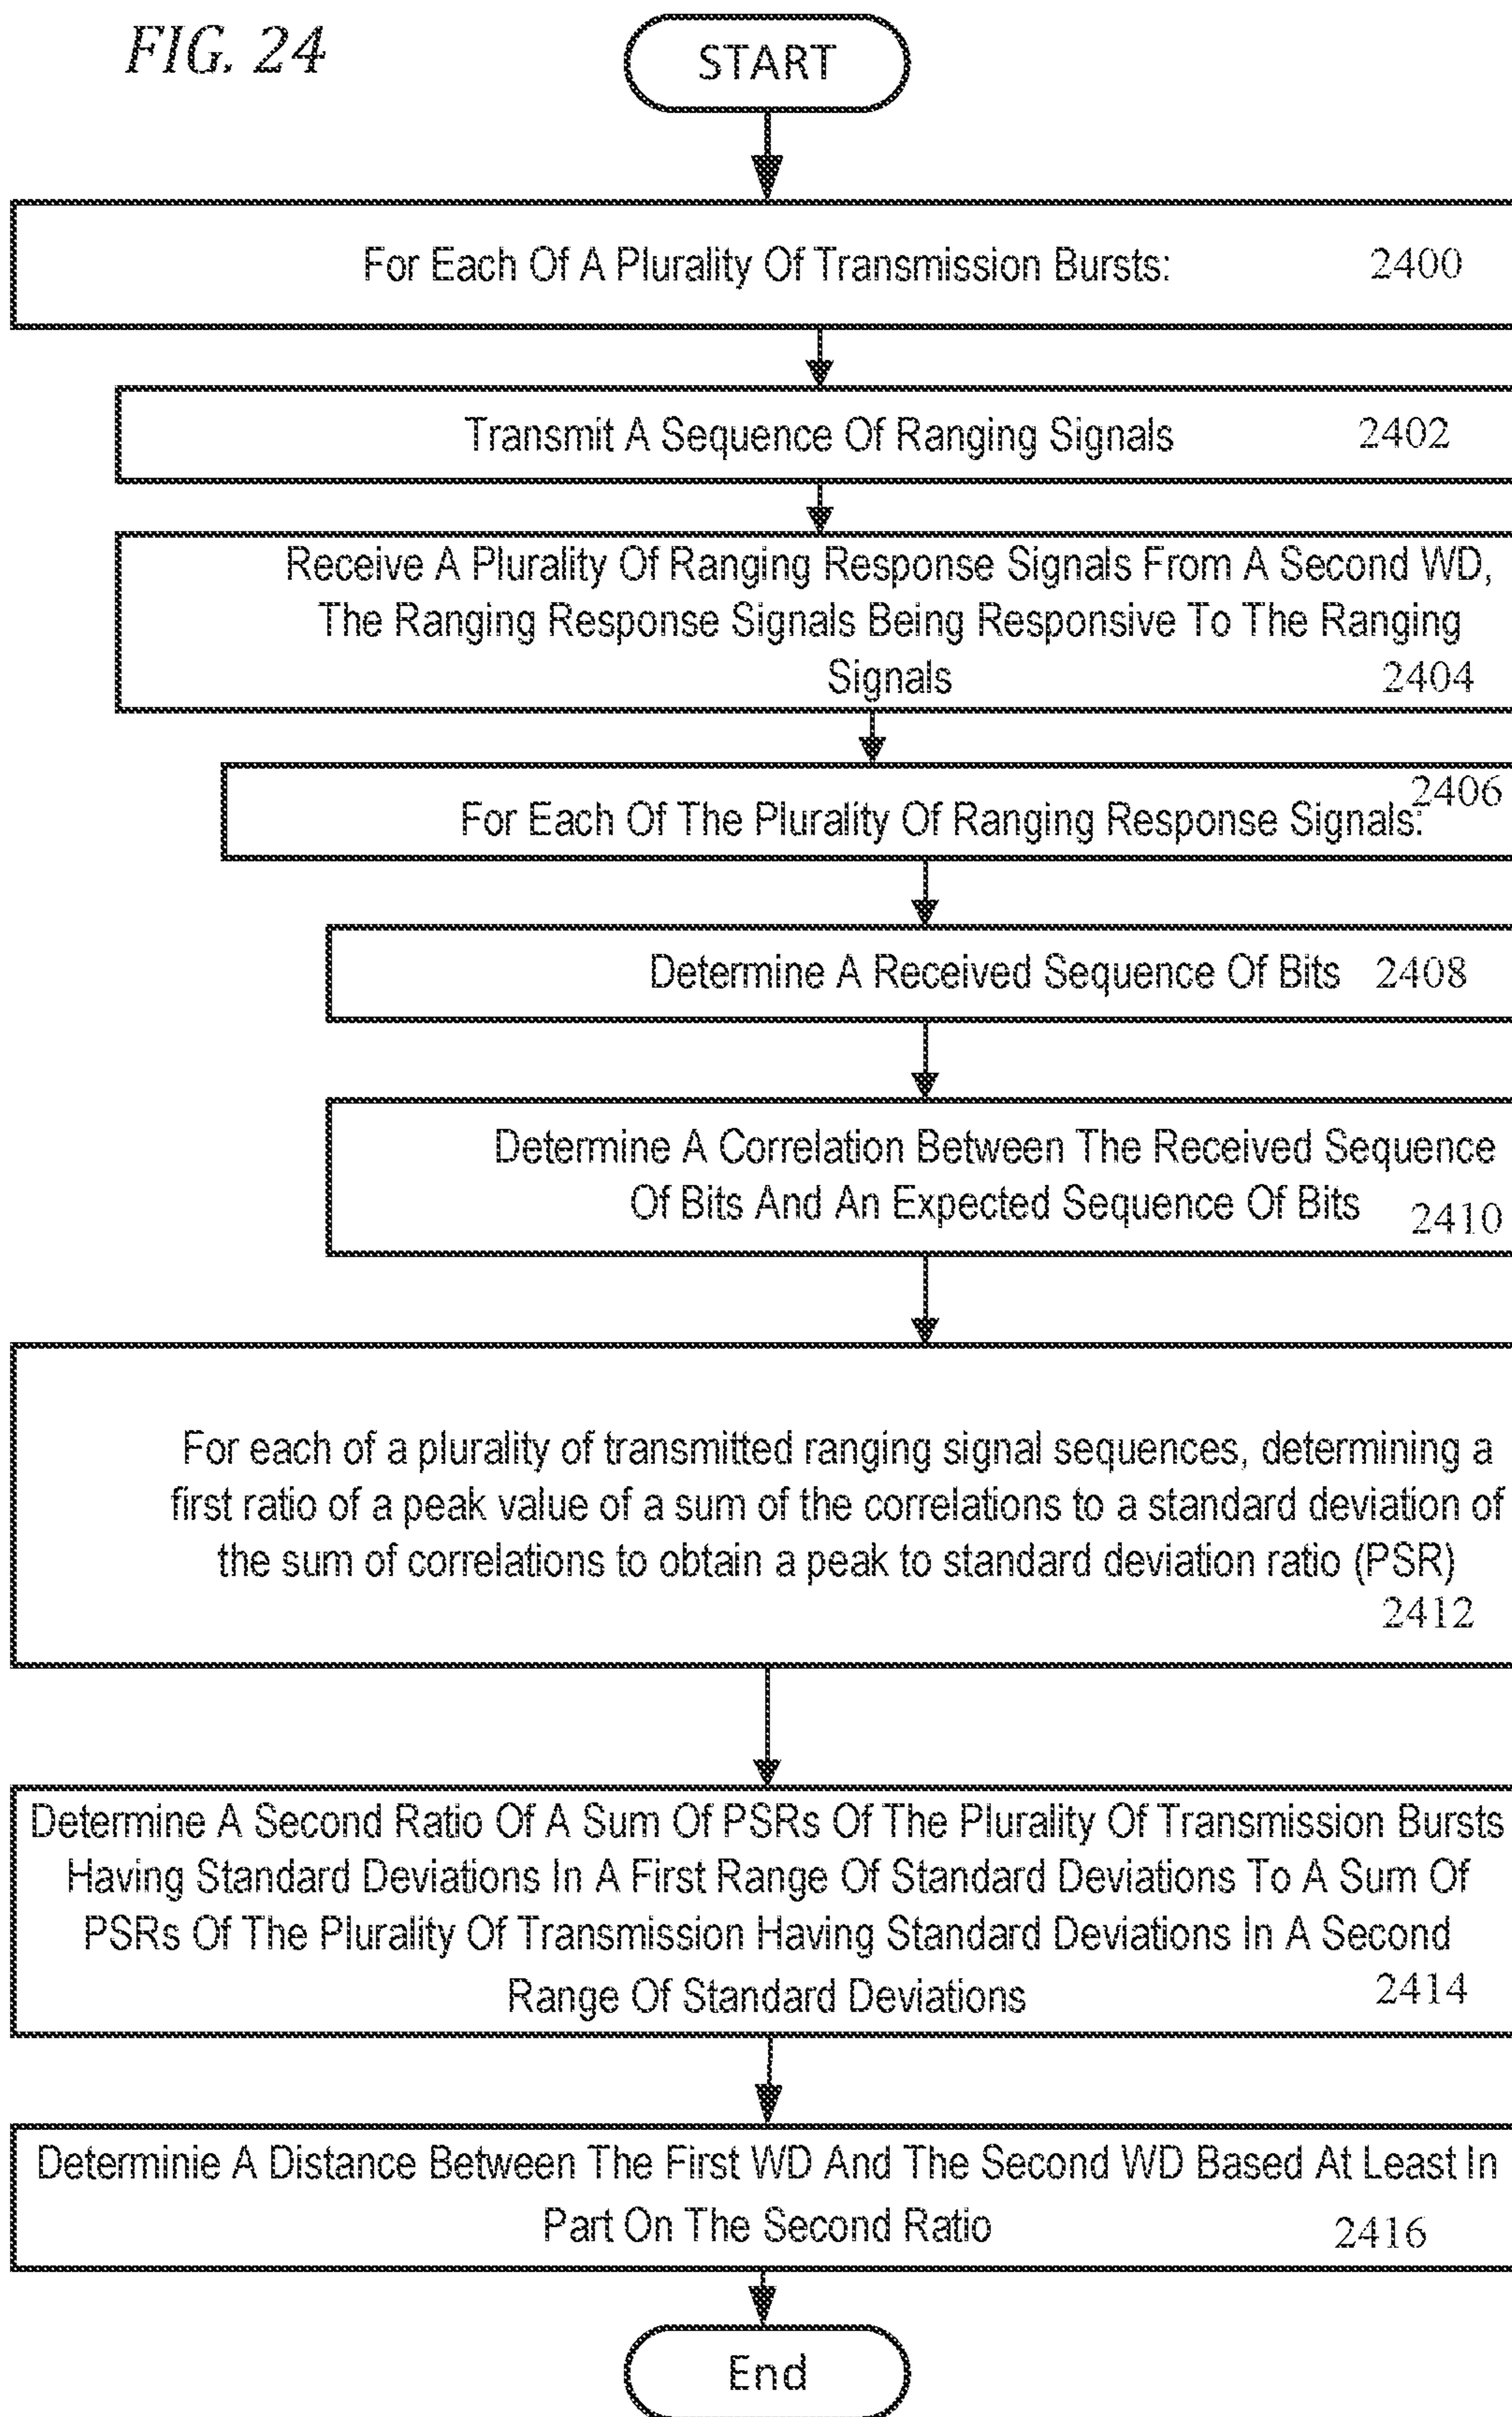 FIG. 24
START
For Each Of A Plurality Of Transmission Bursts: 2400
Transmit A Sequence Of Ranging Signals 2402
Receive A Plurality Of Ranging Response Signals From A Second WD,
The Ranging Response Signals Being Responsive To The Ranging
Signals 2404
2406
For Each Of The Plurality Of Ranging Response Signals:
Determine A Received Sequence Of Bits 2408
Determine A Correlation Between The Received Sequence
Of Bits And An Expected Sequence Of Bits 2410
For each of a plurality of transmitted ranging signal sequences, determining a
first ratio of a peak value of a sum of the correlations to a standard deviation of
the sum of correlations to obtain a peak to standard deviation ratio (PSR)
2412
Determine A Second Ratio Of A Sum Of PSRs Of The Plurality Of Transmission Bursts
Having Standard Deviations In A First Range Of Standard Deviations To A Sum Of
PSRs Of The Plurality Of Transmission Having Standard Deviations In A Second
Range Of Standard Deviations 2414
Determinie A Distance Between The First WD And The Second WD Based At Least In
Part On The Second Ratio 2416
End